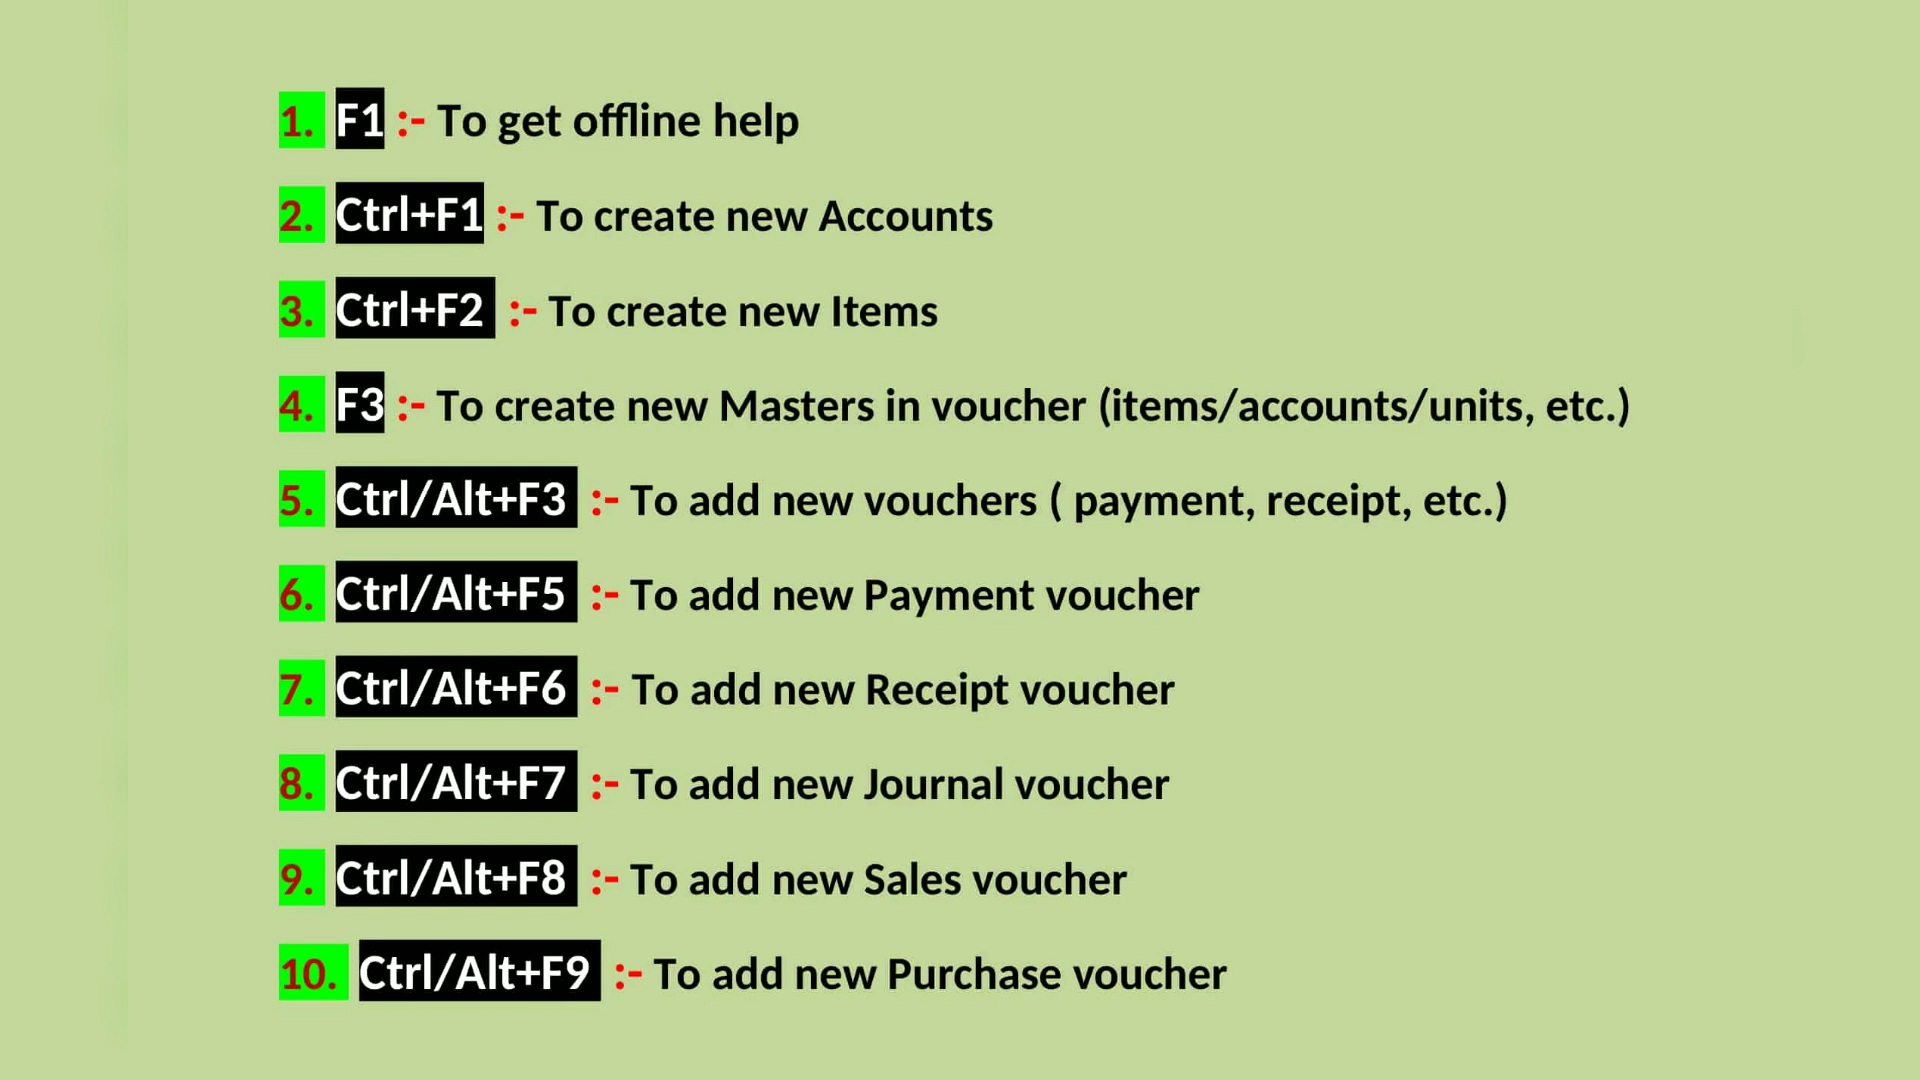 1. F1 :- To get offline help
2. Ctrl+F1 :- To create new Accounts
3. Ctrl+F2 :- To create new Items
4. F3 :- To create new Masters in voucher (items/accounts/units, etc.)
5. Ctrl/Alt+F3 :- To add new vouchers ( payment, receipt, etc.)
6. Ctrl/Alt+F5 :- To add new Payment voucher
7. Ctrl/Alt+F6 :- To add new Receipt voucher
8. Ctrl/Alt+F7 :- To add new Journal voucher
9. Ctrl/Alt+F8 :- To add new Sales voucher
10. Ctrl/Alt+F9 :- To add new Purchase voucher